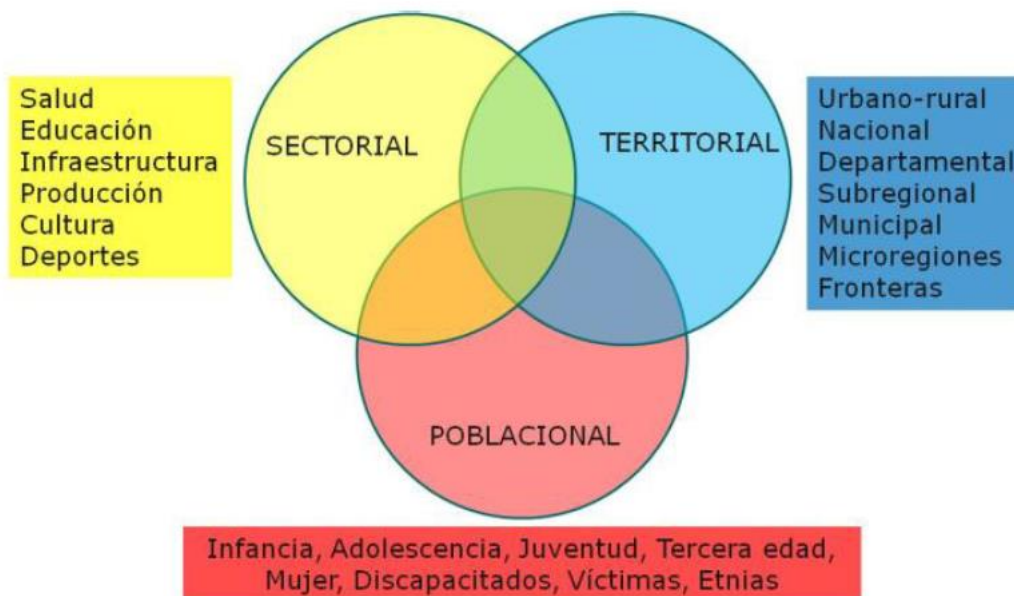 Salud
Educación
Infraestructura
Producción
Cultura
Deportes
SECTORIAL
TERRITORIAL
Urbano-rural
Nacional
Departamental
Subregional
Municipal
Microregiones
Fronteras
POBLACIONAL
Infancia, Adolescencia, Juventud, Tercera edad,
Mujer, Discapacitados, Víctimas, Etnias